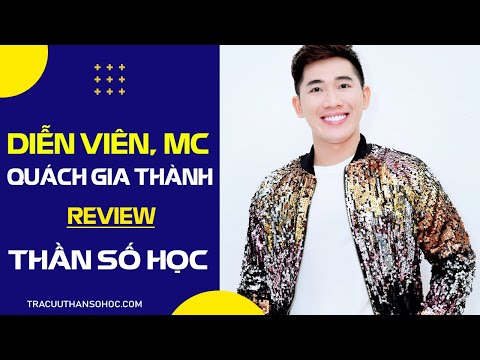 DIỄN VIÊN, MC
QUÁCH GIA THÀNH
REVIEW
THẦN SỐ HỌC
TRACUUTHANSOHOC.COM